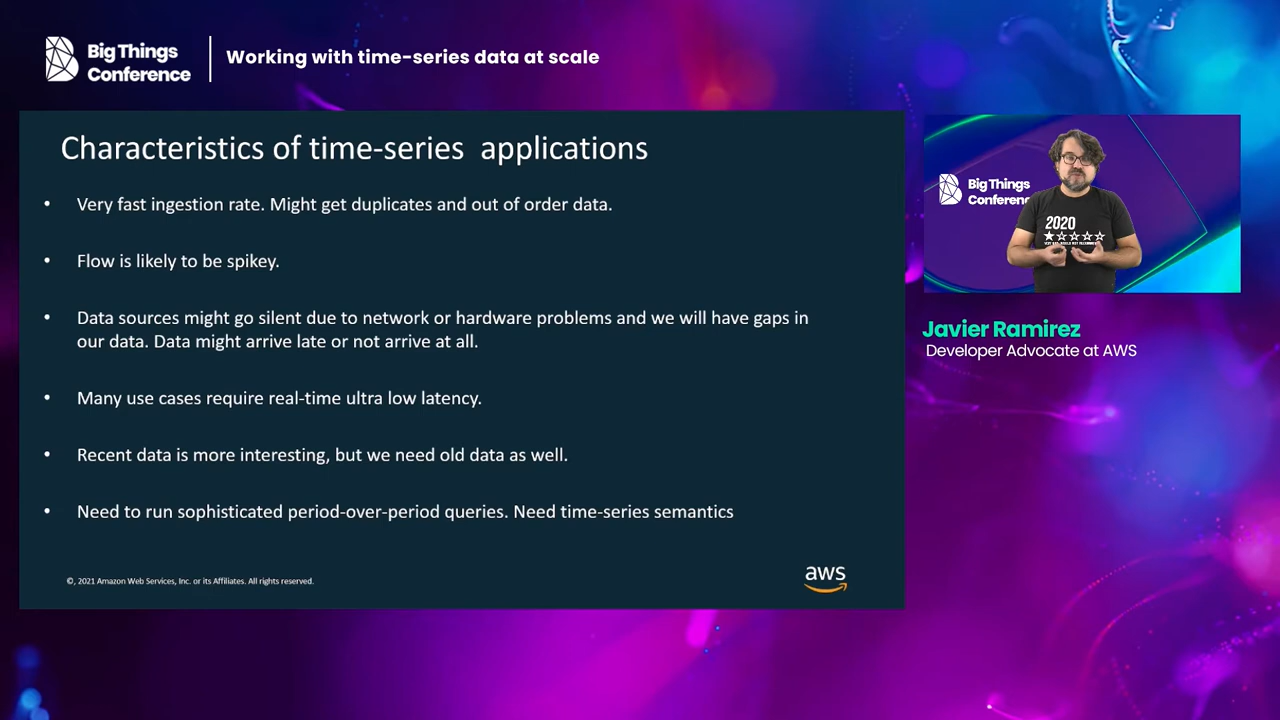 Big Things
Conference
Working with time-series data at scale
Characteristics of time-series applications
• Very fast ingestion rate. Might get duplicates and out of order data.
• Flow is likely to be spikey.
• Data sources might go silent due to network or hardware problems and we will have gaps in
our data. Data might arrive late or not arrive at all.
• Many use cases require real-time ultra low latency.
• Recent data is more interesting, but we need old data as well.
• Need to run sophisticated period-over-period queries. Need time-series semantics
©, 2021 Amazon Web Services, Inc. or its Affiliates. All rights reserved.
aws
Big Things
Conferenc
2020
Javier Ramirez
Developer Advocate at AWS